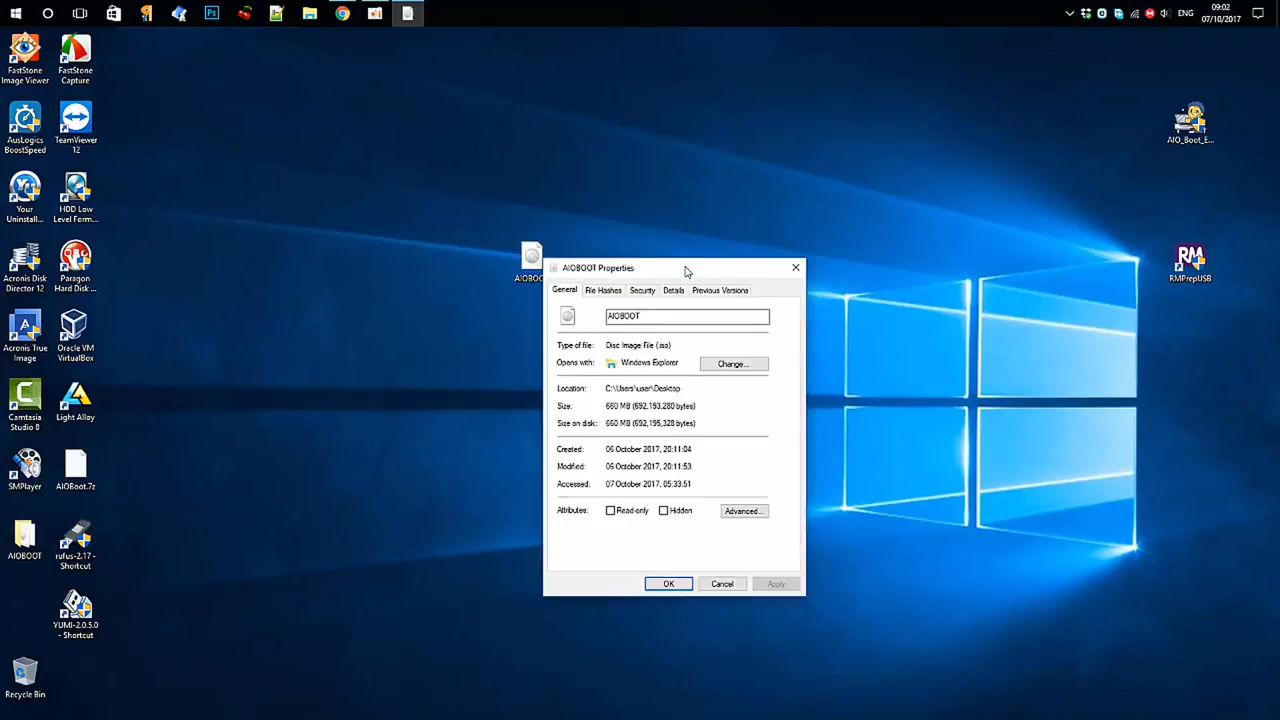 09:02
ENG
07/10/2017
FastStone
Image Viewer
FastStone
Capture
AusLogics
BoostSpeed
TeamViewer
12
AIO_Boot_E...
Your
Uninstall...
HDD Low
Level Form...
Acronis Disk
Director 12
Paragon
Hard Disk ...
RM
RMPrepUSB
Acronis True
Image
Oracle VM
VirtualBox
Camtasia
Studio 8
Light Alloy
SMPlayer
AIOBoot.7z
AIOBOOT
rufus-2.17 -
Shortcut
YUMI-2.0.5.0
- Shortcut
Recycle Bin
Ps
AIOBOOT Properties
General
File Hashes
Security
Details
Previous Versions
AIOBOOT
Type of file: Disc Image File (.iso)
Opens with: Windows Explorer
Change...
Location: C:\Users\user\Desktop
Size: 660 MB (692,193,280 bytes)
Size on disk: 660 MB (692,195,328 bytes)
Created: 06 October 2017, 20:11:04
Modified: 06 October 2017, 20:11:53
Accessed: 07 October 2017, 05:33:51
Attributes: Read-only Hidden
Advanced...
OK
Cancel
Apply